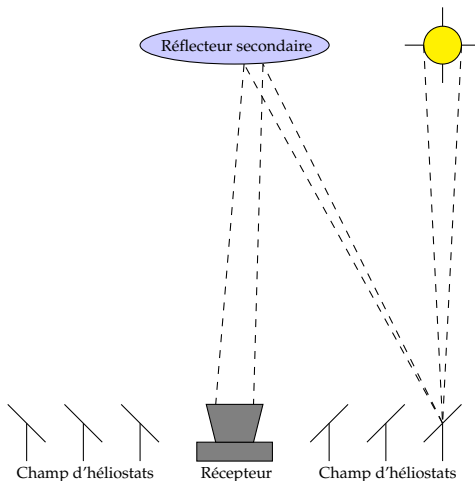 Réflecteur secondaire
Champ d'héliostats
Récepteur
Champ d'héliostats